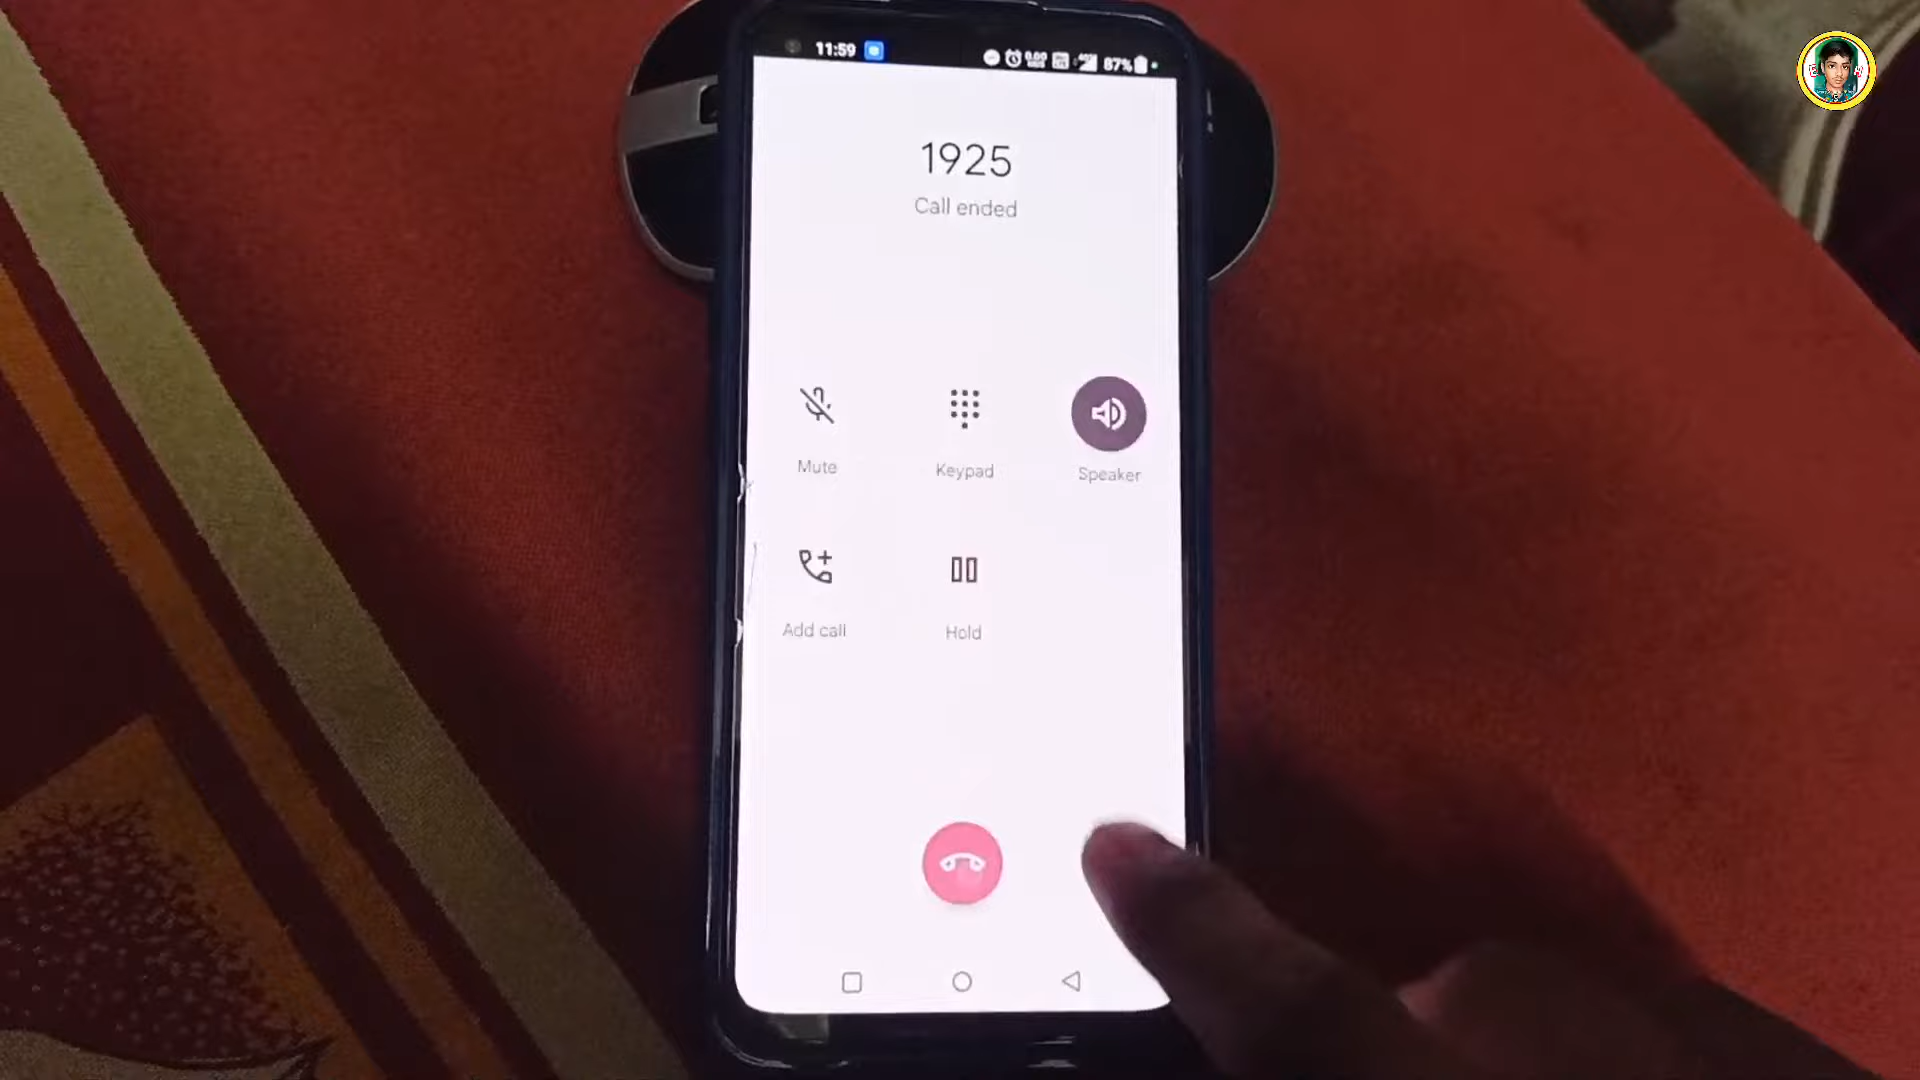 11:59
87%
1925
Call ended
Mute
Keypad
Speaker
Add call
Hold